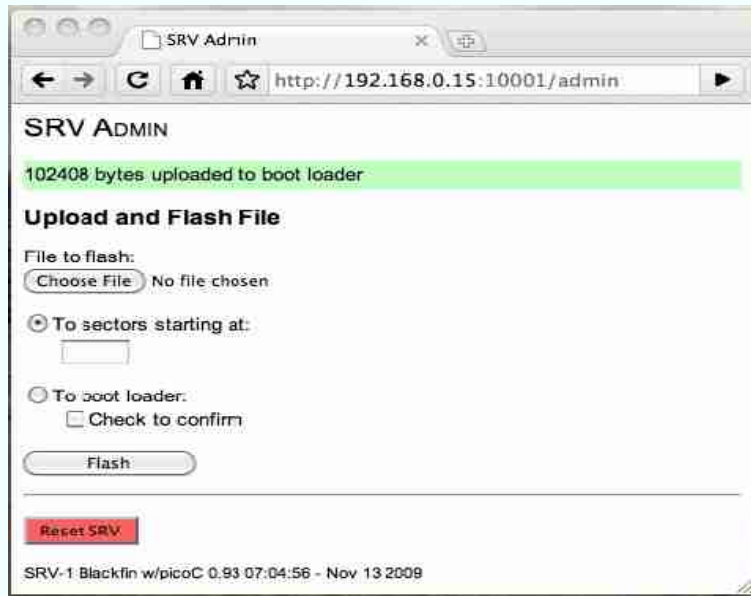 SRV Admin
http://192.168.0.15:10001/admin
SRV ADMIN
102408 bytes uploaded to boot loader
Upload and Flash File
File to flash:
Choose File No file chosen
To sectors starting at:
To boot loader:
Check to confirm
Flash
Reset SRV
SRV-1 Blackfin w/picoC 0.93 07:04:56 - Nov 13 2009